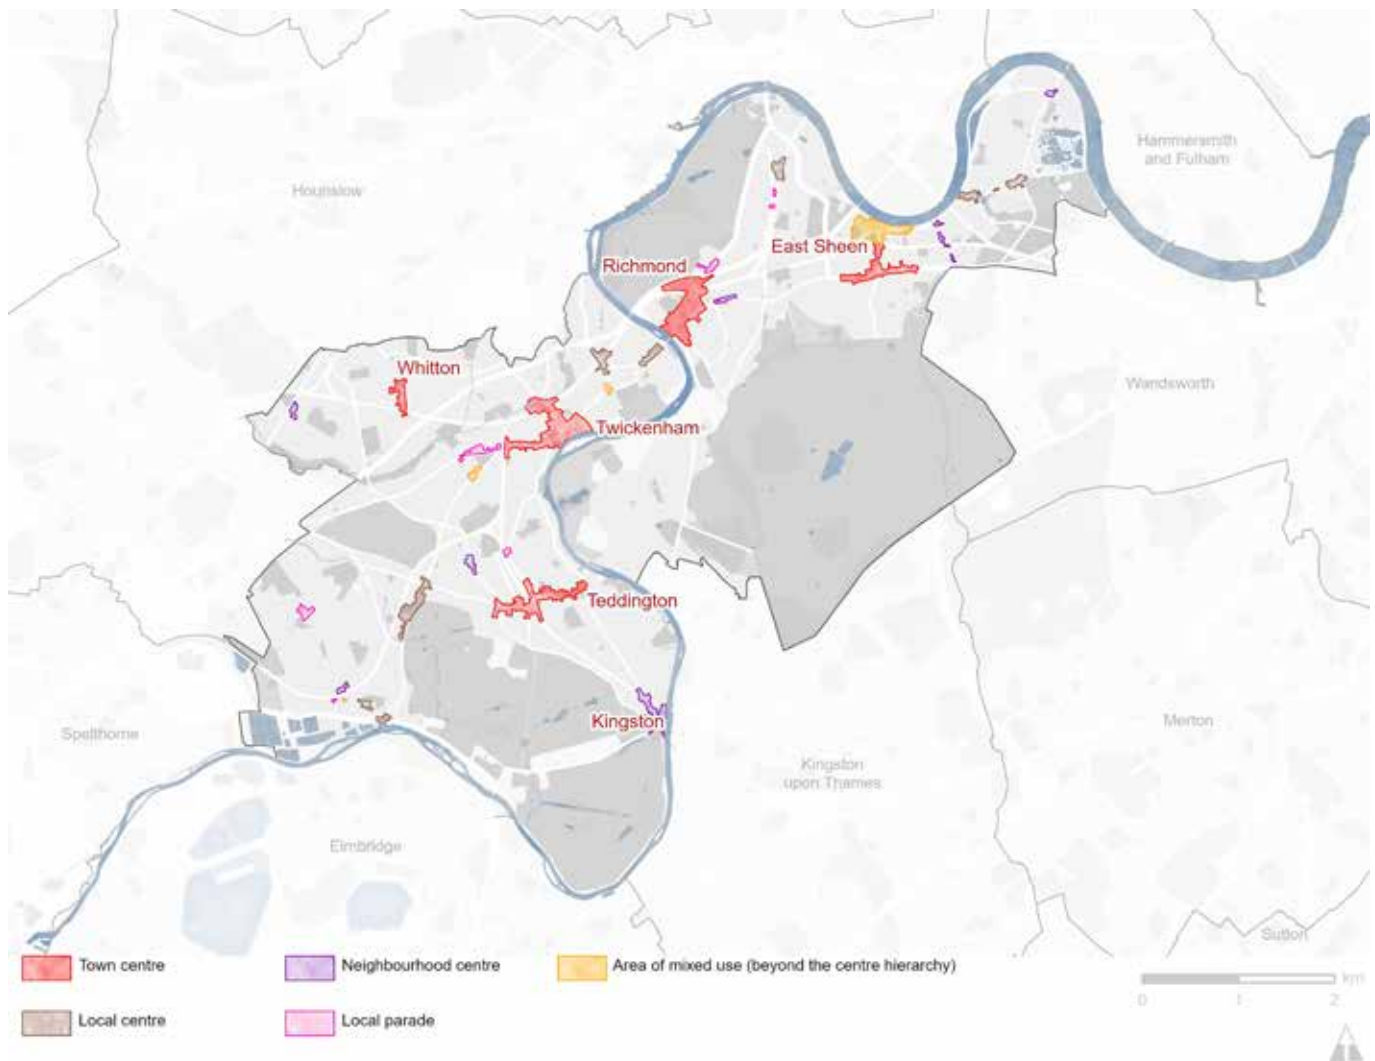 Hammersmith
and Fulham
Hounslow
East Sheen
Richmond
Whitton
Wandsworth
Twickenham
Teddington
Kingston
Spelthorne
Merton
Kingston
upon Thames
Elmbridge
Sutton
Town centre
Neighbourhood centre
Area of mixed use (beyond the centre hierarchy)
km
0 1 2
Local centre
Local parade